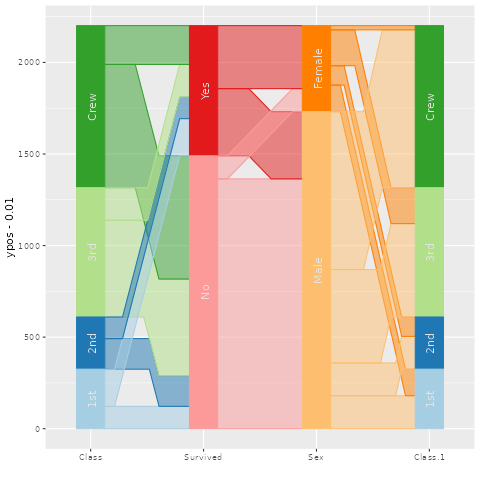 ypos - 0.01
2000
1500
1000
500
0
Crew
3rd
2nd
1st
Yes
No
Female
Male
Crew
3rd
2nd
1st
Class
Survived
Sex
Class.1